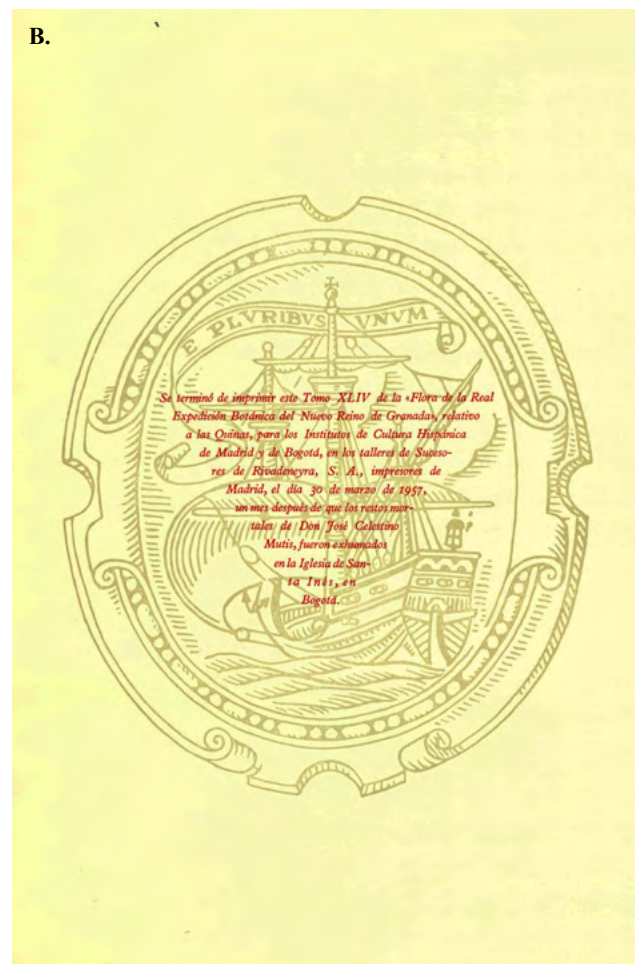 B.
E PLVRIBVS VNVM
Se terminó de imprimir este Tomo XLIV de la «Flora de la Real
Expedición Botánica del Nuevo Reino de Granada», relativo
a las Quinas, para los Institutos de Cultura Hispánica
de Madrid y de Bogotá, en los talleres de Suceso-
res de Rivadeneyra, S. A., impresores de
Madrid, el día 30 de marzo de 1957,
un mes después de que los restos mor-
tales de Don José Celestino
Mutis, fueron exhumados
en la Iglesia de San-
ta Inés, en
Bogotá.